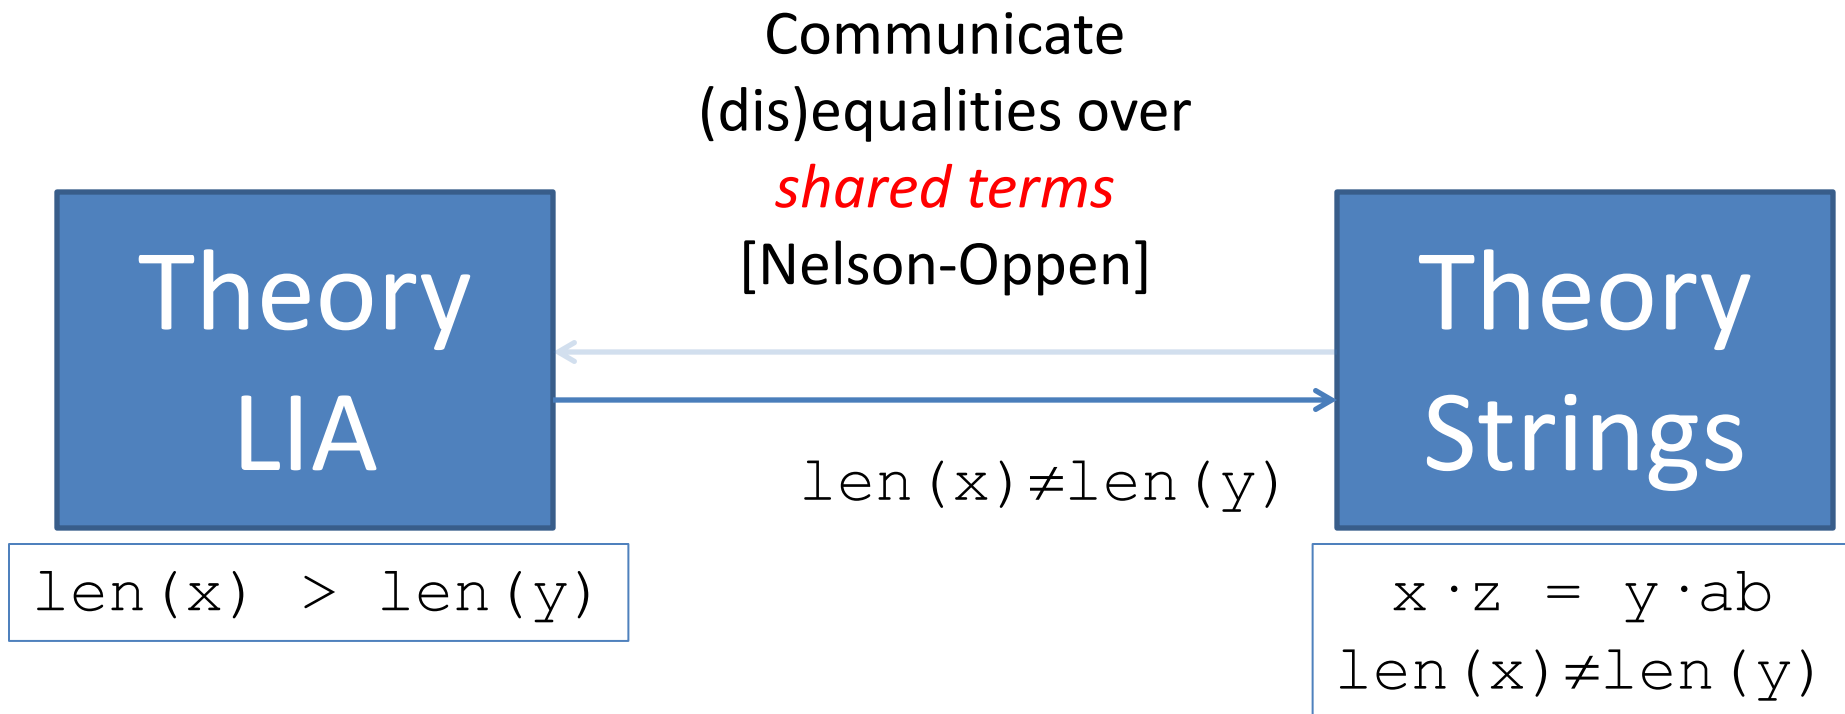 Communicate
(dis)equalities over
shared terms
[Nelson-Oppen]
Theory
LIA
Theory
Strings
len(x)≠len(y)
len(x) > len(y)
x·z = y·ab
len(x)≠len(y)